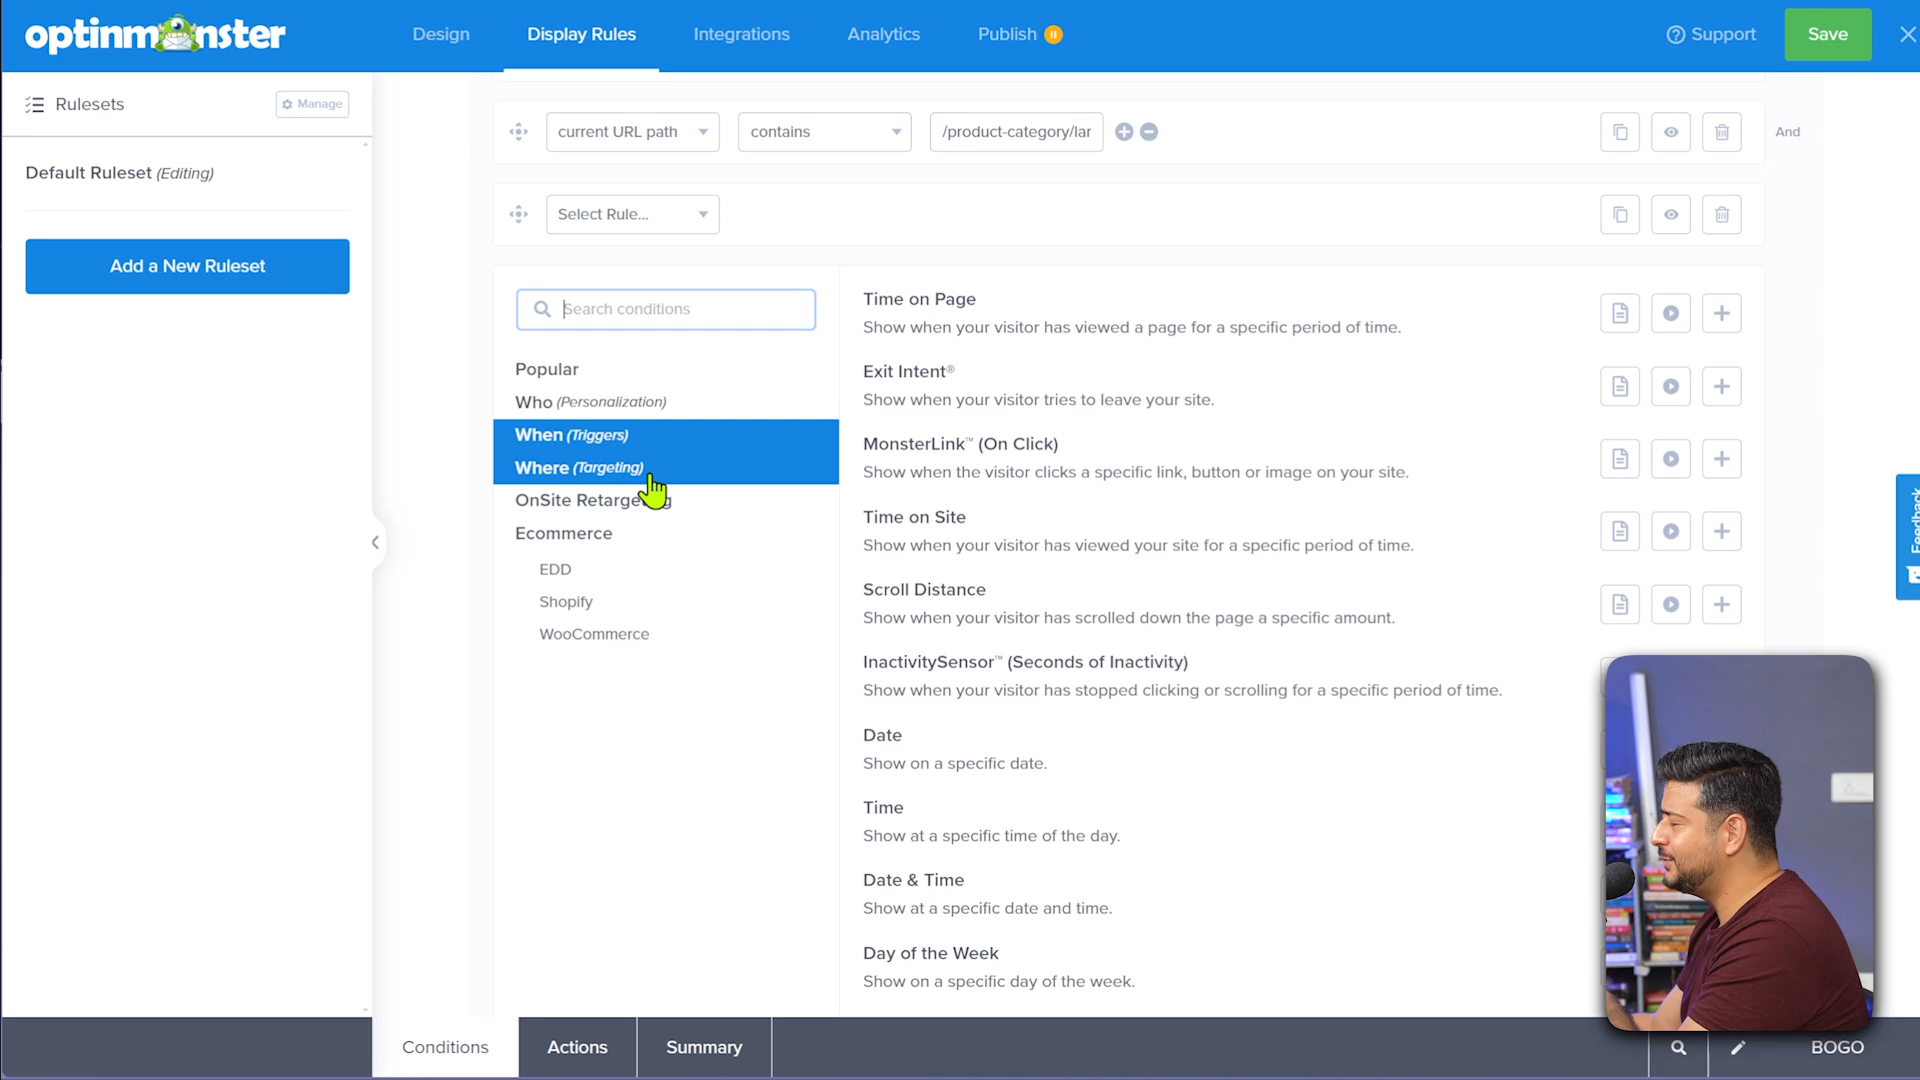 optinmonster
Design
Display Rules
Integrations
Analytics
Publish
Support
Save
Rulesets
Manage
Default Ruleset (Editing)
Add a New Ruleset
current URL path
contains
/product-category/lar
And
Select Rule...
Search conditions
Popular
Who (Personalization)
When (Triggers)
Where (Targeting)
OnSite Retarge
Ecommerce
EDD
Shopify
WooCommerce
Time on Page
Show when your visitor has viewed a page for a specific period of time.
Exit Intent®
Show when your visitor tries to leave your site.
MonsterLink™ (On Click)
Show when the visitor clicks a specific link, button or image on your site.
Time on Site
Show when your visitor has viewed your site for a specific period of time.
Scroll Distance
Show when your visitor has scrolled down the page a specific amount.
InactivitySensor™ (Seconds of Inactivity)
Show when your visitor has stopped clicking or scrolling for a specific period of time.
Date
Show on a specific date.
Time
Show at a specific time of the day.
Date & Time
Show at a specific date and time.
Day of the Week
Show on a specific day of the week.
Feedback
Conditions
Actions
Summary
BOGO